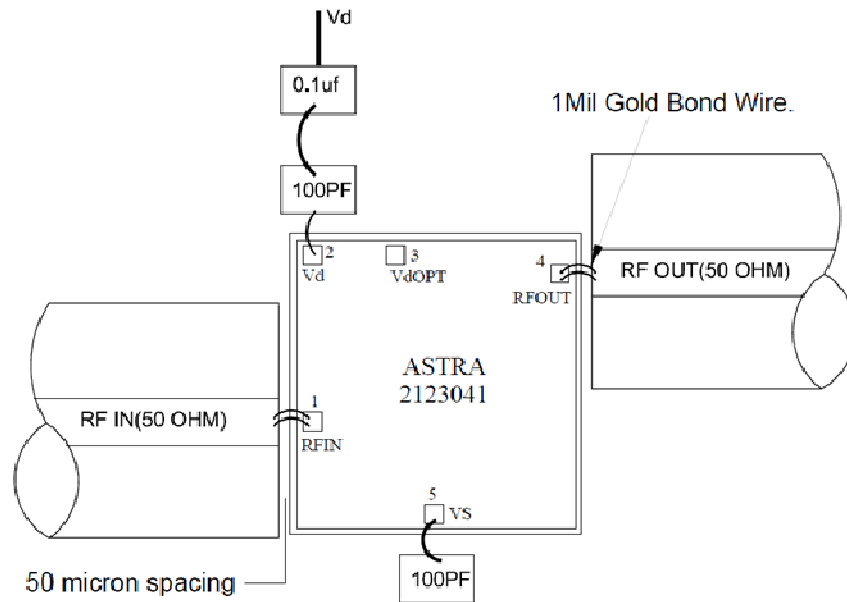 Vd
0.1uf
1Mil Gold Bond Wire.
100PF
2
3
Vd
VdOPT
4
RFOUT
RF OUT(50 OHM)
ASTRA
2123041
1
RF IN(50 OHM)
RFIN
5
VS
50 micron spacing
100PF